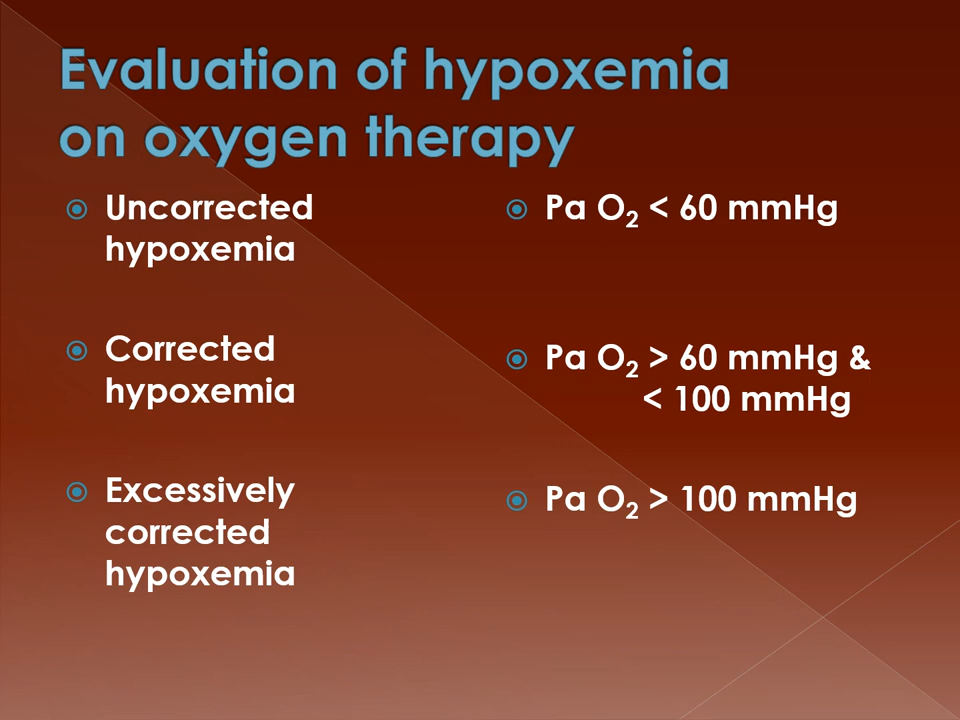 Evaluation of hypoxemia
on oxygen therapy
Uncorrected
hypoxemia
Pa O₂ < 60 mmHg
Corrected
hypoxemia
Pa O₂ > 60 mmHg &
< 100 mmHg
Excessively
corrected
hypoxemia
Pa O₂ > 100 mmHg